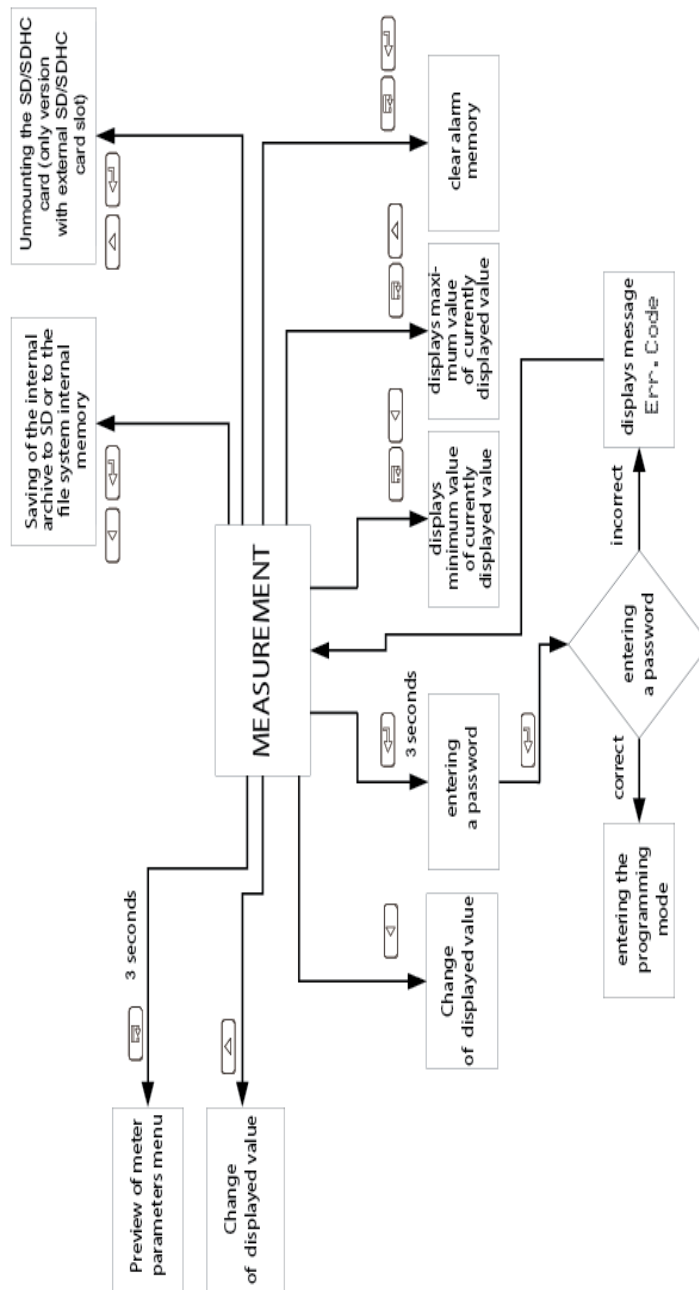 Unmounting the SD/SDHC
card (only version
with external SD/SDHC
card slot)
Saving of the internal
archive to SD or to the
file system internal
memory
MEASUREMENT
3 seconds
Preview of meter
parameters menu
Change
of displayed value
Change
of displayed value
3 seconds
entering
a password
displays
minimum value
of currently
displayed value
displays maxi-
mum value
of currently
displayed value
clear alarm
memory
entering the
programming
mode
correct
entering
a password
incorrect
displays message
Err.Code